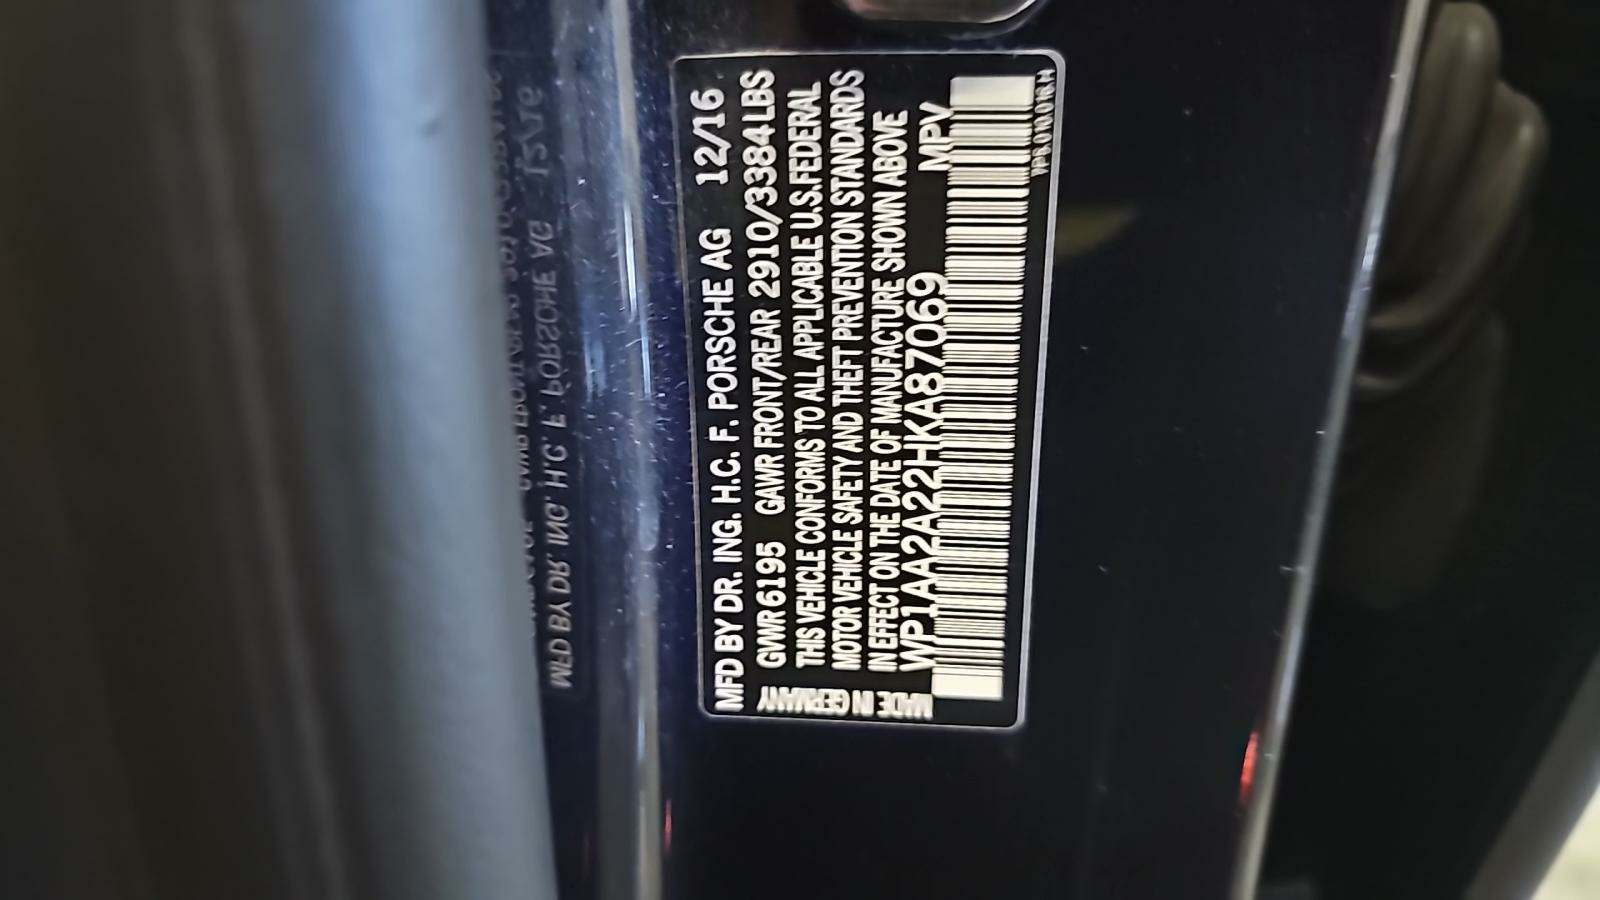 MFD BY DR. ING. H.C. F. PORSCHE AG 12/16
GVWR 6195 GAWR FRONT/REAR 2910/3384 LBS
THIS VEHICLE CONFORMS TO ALL APPLICABLE U.S. FEDERAL
MOTOR VEHICLE SAFETY AND THEFT PREVENTION STANDARDS
IN EFFECT ON THE DATE OF MANUFACTURE SHOWN ABOVE
WP1AA2A22HKA87069 MPV
MADE IN GERMANY